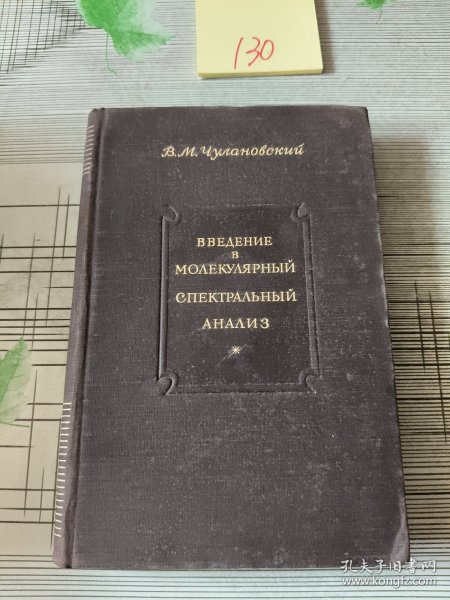 130
В. М. Чулановский
ВВЕДЕНИЕ
В
МОЛЕКУЛЯРНЫЙ
СПЕКТРАЛЬНЫЙ
АНАЛИЗ
孔夫子旧书网
www.kongfz.com